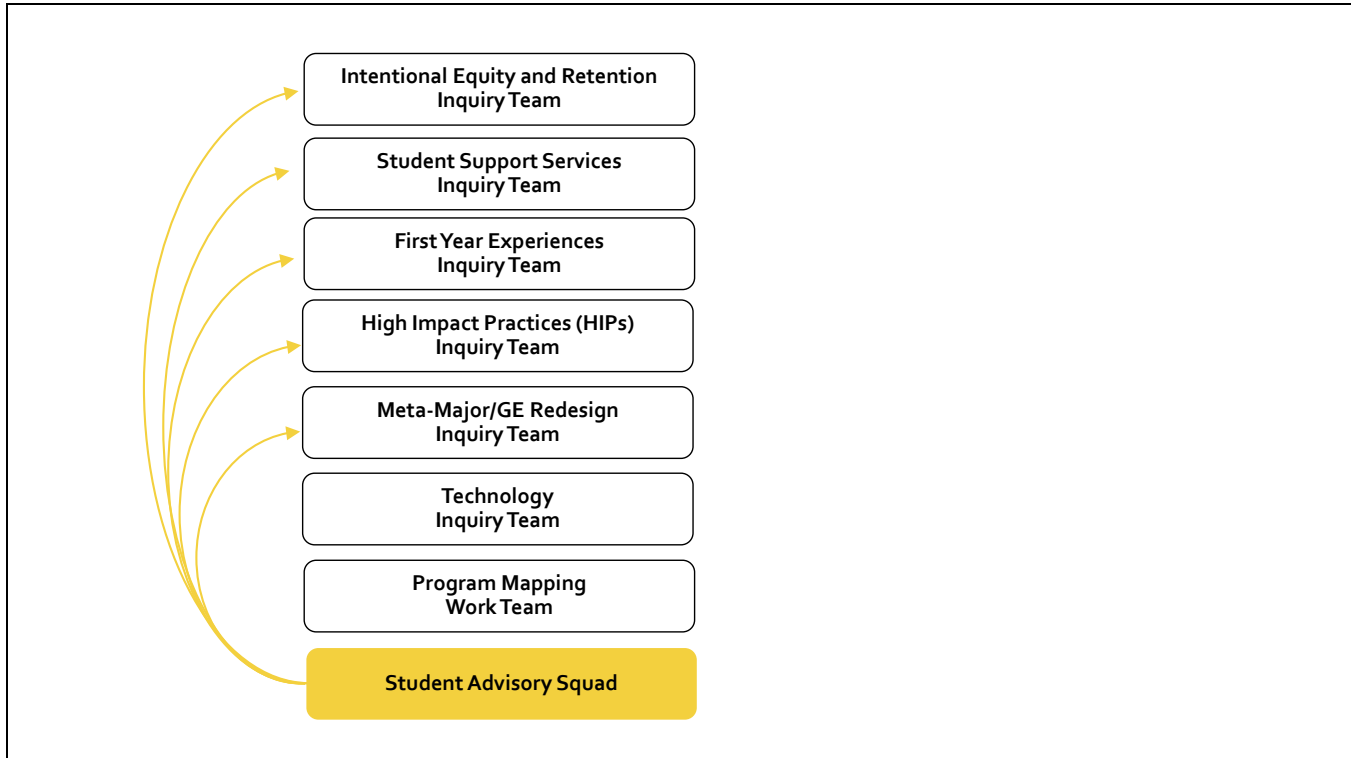 Intentional Equity and Retention
Inquiry Team
Student Support Services
Inquiry Team
First Year Experiences
Inquiry Team
High Impact Practices (HIPs)
Inquiry Team
Meta-Major/GE Redesign
Inquiry Team
Technology
Inquiry Team
Program Mapping
Work Team
Student Advisory Squad